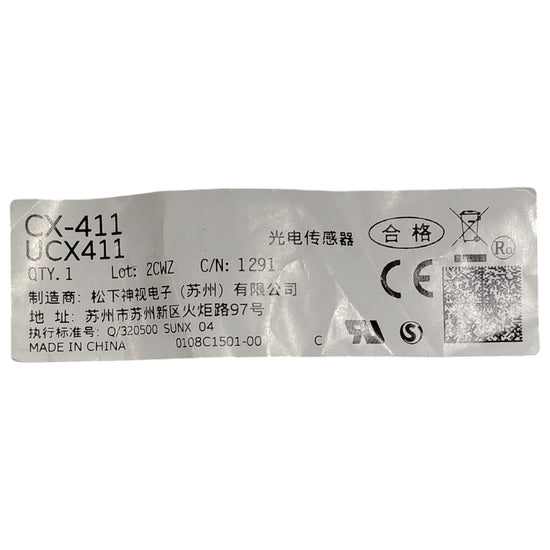 CX-411
UCX411
QTY. 1 Lot: 2CWZ C/N: 1291
光电传感器
合格
CE
制造商: 松下神视电子 (苏州) 有限公司
地 址: 苏州市苏州新区火炬路97号
执行标准号: Q/320500 SUNX 04
MADE IN CHINA 0108C1501-00 C